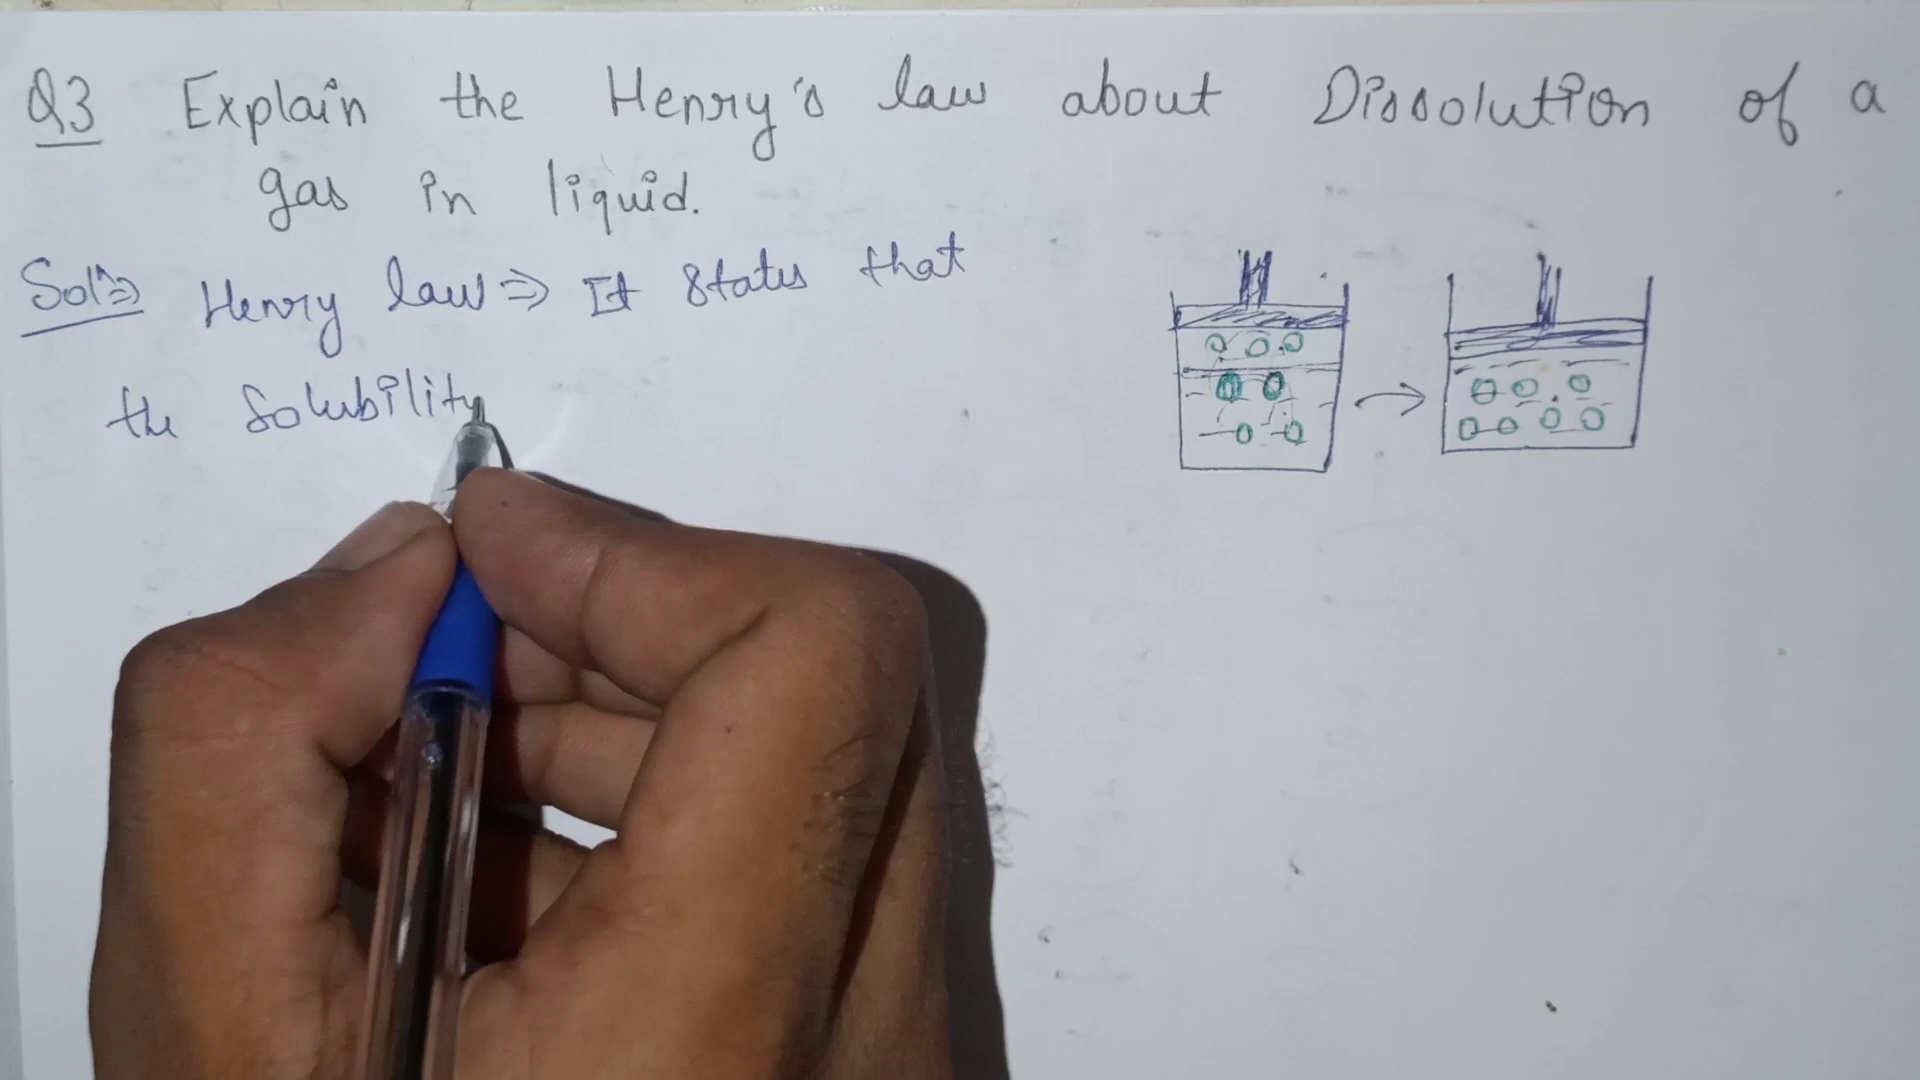 Q3 Explain the Henry's law about Dissolution of a
gas in liquid.
Sol⇒ Henry law ⇒ It states that
the Solubility